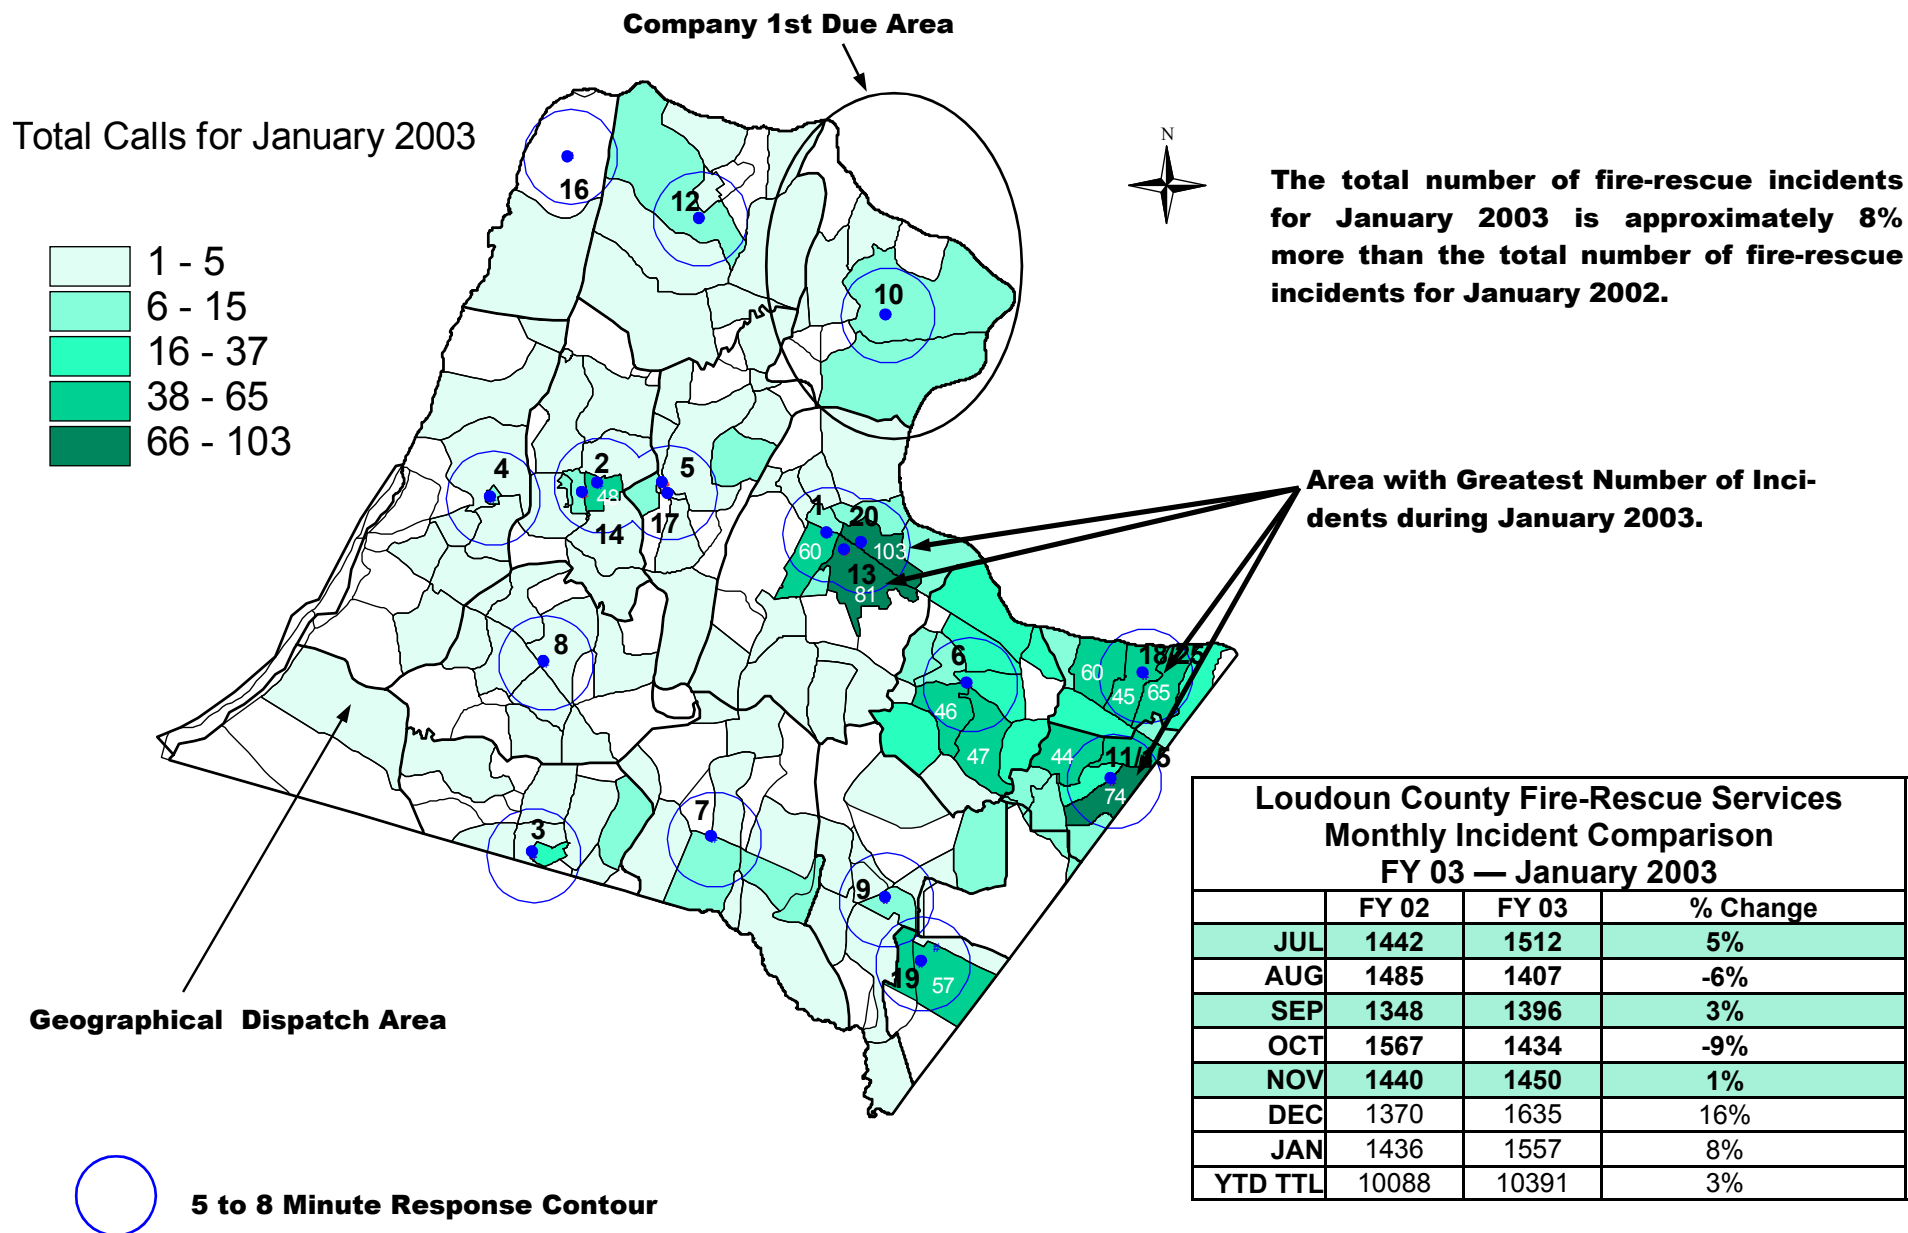 Company 1st Due Area
Total Calls for January 2003
N
The total number of fire-rescue incidents
for January 2003 is approximately 8%
more than the total number of fire-rescue
incidents for January 2002.
1 - 5
6 - 15
16 - 37
38 - 65
66 - 103
16
12
10
Area with Greatest Number of Inci-
dents during January 2003.
4
2
5
48
14
17
1
20
60
103
13
81
8
6
18/25
60
45
65
46
47
44
11/15
74
7
3
9
19
57
Geographical Dispatch Area
5 to 8 Minute Response Contour
Loudoun County Fire-Rescue Services
Monthly Incident Comparison
FY 03 — January 2003
FY 02 FY 03 % Change
JUL 1442 1512 5%
AUG 1485 1407 -6%
SEP 1348 1396 3%
OCT 1567 1434 -9%
NOV 1440 1450 1%
DEC 1370 1635 16%
JAN 1436 1557 8%
YTD TTL 10088 10391 3%